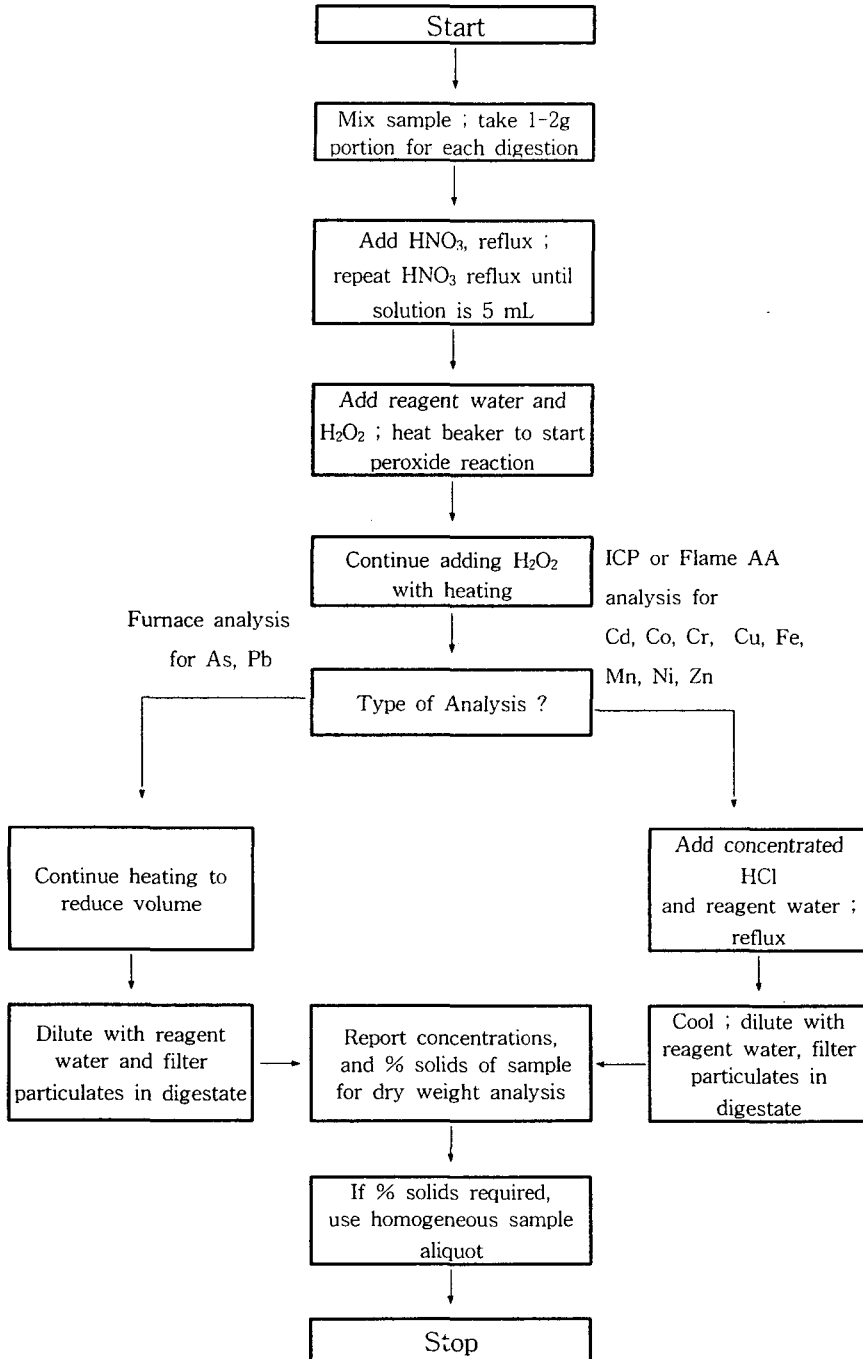 Start
Mix sample ; take 1-2g
portion for each digestion
Add HNO₃, reflux ;
repeat HNO₃ reflux until
solution is 5 mL
Add reagent water and
H₂O₂ ; heat beaker to start
peroxide reaction
Continue adding H₂O₂
with heating
ICP or Flame AA
analysis for
Cd, Co, Cr, Cu, Fe,
Mn, Ni, Zn
Furnace analysis
for As, Pb
Type of Analysis ?
Continue heating to
reduce volume
Add concentrated
HCl
and reagent water ;
reflux
Dilute with reagent
water and filter
particulates in digestate
Report concentrations,
and % solids of sample
for dry weight analysis
Cool ; dilute with
reagent water, filter
particulates in
digestate
If % solids required,
use homogeneous sample
aliquot
Stop